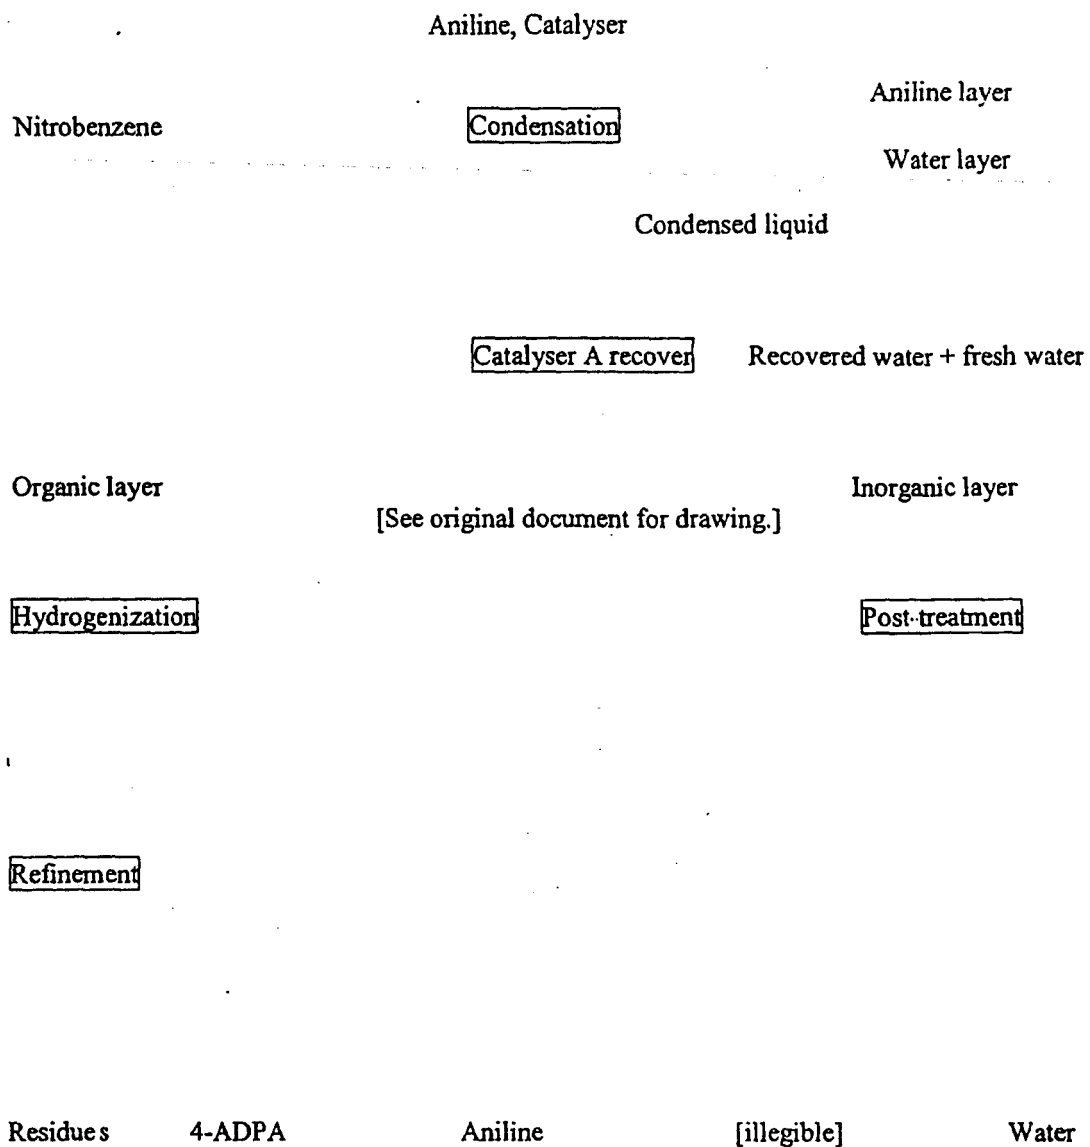 Aniline, Catalyser
Aniline layer
Nitrobenzene Condensation
Water layer
Condensed liquid
Catalyser A recover Recovered water + fresh water
Organic layer Inorganic layer
[See original document for drawing.]
Hydrogenization Post-treatment
Refinement
Residues 4-ADPA Aniline [illegible] Water